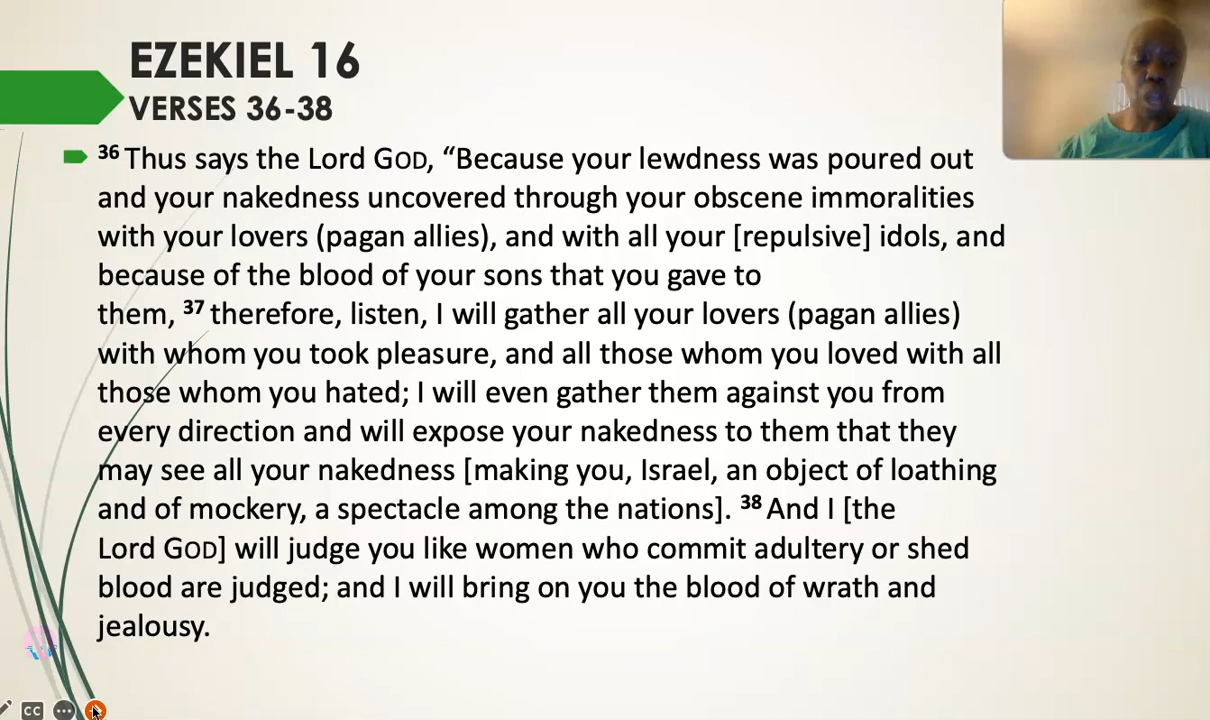 EZEKIEL 16
VERSES 36-38
36 Thus says the Lord GOD, “Because your lewdness was poured out
and your nakedness uncovered through your obscene immoralities
with your lovers (pagan allies), and with all your [repulsive] idols, and
because of the blood of your sons that you gave to
them, 37 therefore, listen, I will gather all your lovers (pagan allies)
with whom you took pleasure, and all those whom you loved with all
those whom you hated; I will even gather them against you from
every direction and will expose your nakedness to them that they
may see all your nakedness [making you, Israel, an object of loathing
and of mockery, a spectacle among the nations]. 38 And I [the
Lord GOD] will judge you like women who commit adultery or shed
blood are judged; and I will bring on you the blood of wrath and
jealousy.
CC